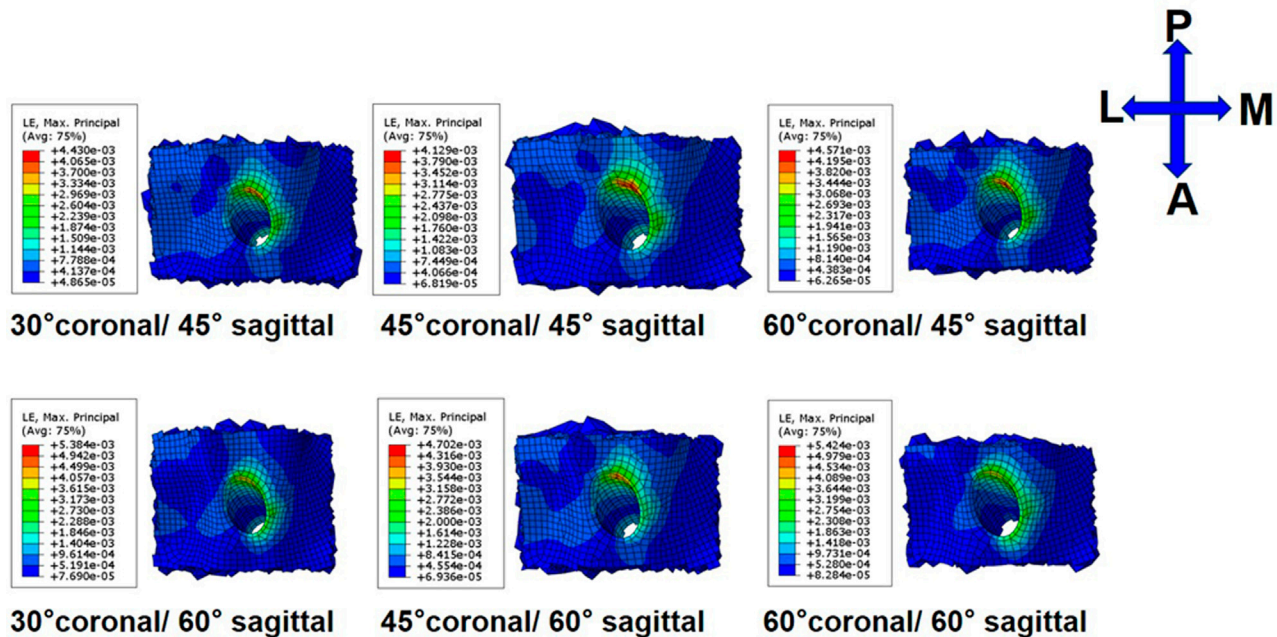 P
L M
A
LE, Max. Principal
(Avg: 75%)
+4.430e-03
+4.065e-03
+3.700e-03
+3.334e-03
+2.969e-03
+2.604e-03
+2.239e-03
+1.874e-03
+1.509e-03
+1.144e-03
+7.788e-04
+4.137e-04
+4.865e-05
30°coronal/ 45° sagittal
LE, Max. Principal
(Avg: 75%)
+4.129e-03
+3.790e-03
+3.452e-03
+3.114e-03
+2.775e-03
+2.437e-03
+2.098e-03
+1.760e-03
+1.422e-03
+1.083e-03
+7.449e-04
+4.066e-04
+6.819e-05
45°coronal/ 45° sagittal
LE, Max. Principal
(Avg: 75%)
+4.571e-03
+4.195e-03
+3.820e-03
+3.444e-03
+3.068e-03
+2.693e-03
+2.317e-03
+1.941e-03
+1.565e-03
+1.190e-03
+8.140e-04
+4.383e-04
+6.265e-05
60°coronal/ 45° sagittal
LE, Max. Principal
(Avg: 75%)
+5.384e-03
+4.942e-03
+4.499e-03
+4.057e-03
+3.615e-03
+3.173e-03
+2.730e-03
+2.288e-03
+1.846e-03
+1.404e-03
+9.614e-04
+5.191e-04
+7.690e-05
30°coronal/ 60° sagittal
LE, Max. Principal
(Avg: 75%)
+4.702e-03
+4.316e-03
+3.930e-03
+3.544e-03
+3.158e-03
+2.772e-03
+2.386e-03
+2.000e-03
+1.614e-03
+1.228e-03
+8.415e-04
+4.554e-04
+6.936e-05
45°coronal/ 60° sagittal
LE, Max. Principal
(Avg: 75%)
+5.424e-03
+4.979e-03
+4.534e-03
+4.089e-03
+3.644e-03
+3.199e-03
+2.754e-03
+2.308e-03
+1.863e-03
+1.418e-03
+9.731e-04
+5.280e-04
+8.284e-05
60°coronal/ 60° sagittal